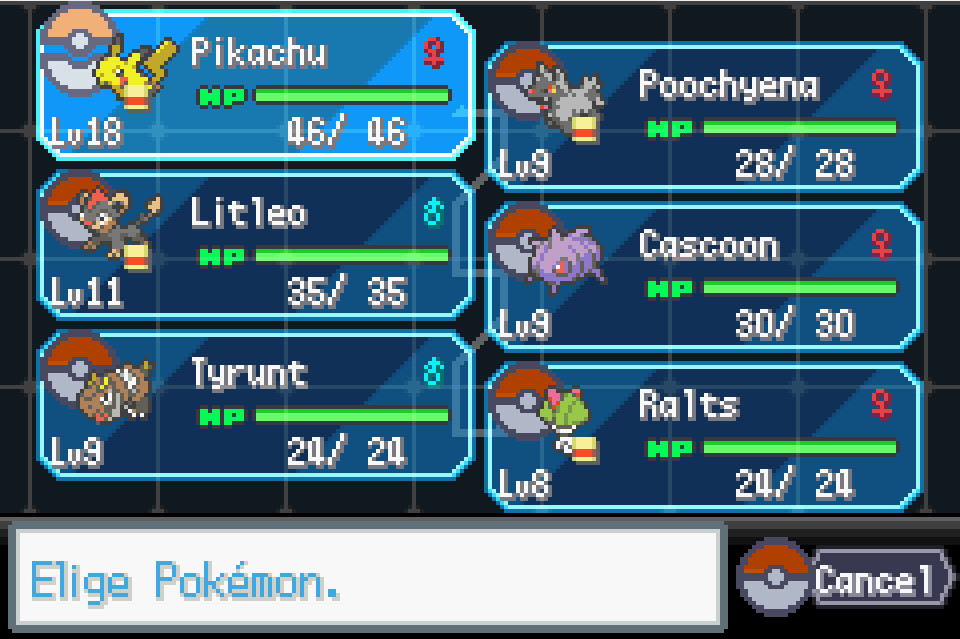 Pikachu ♀
HP
Lv18 46/ 46
Litleo ♂
HP
Lv11 35/ 35
Tyrunt ♂
HP
Lv9 24/ 24
Poochyena ♀
HP
Lv9 28/ 28
Cascoon ♀
HP
Lv9 30/ 30
Ralts ♀
HP
Lv8 24/ 24
Elige Pokémon.
Cancel